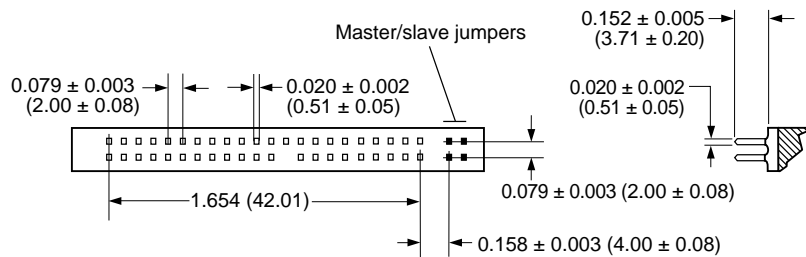 0.152 ± 0.005
(3.71 ± 0.20)
Master/slave jumpers
0.079 ± 0.003
(2.00 ± 0.08)
0.020 ± 0.002
(0.51 ± 0.05)
0.020 ± 0.002
(0.51 ± 0.05)
0.079 ± 0.003 (2.00 ± 0.08)
1.654 (42.01)
0.158 ± 0.003 (4.00 ± 0.08)